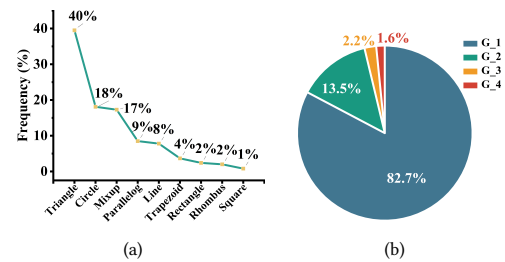 Frequency (%)
40
30
20
10
0
40%
18%
17%
9%
8%
4%
2%
2%
1%
Triangle
Circle
Mixup
Parallelog
Line
Trapezoid
Rectangle
Rhombus
Square
(a)
2.2%
1.6%
13.5%
82.7%
G_1
G_2
G_3
G_4
(b)